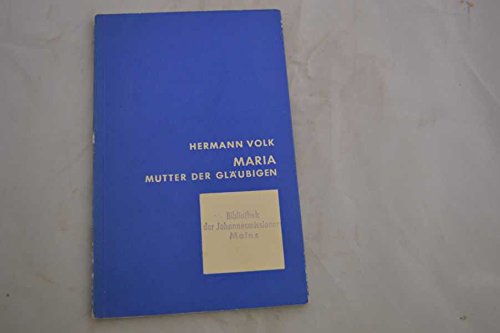 HERMANN VOLK
MARIA
MUTTER DER GLÄUBIGEN
Bibliothek
der Johannesmissionare
Mainz